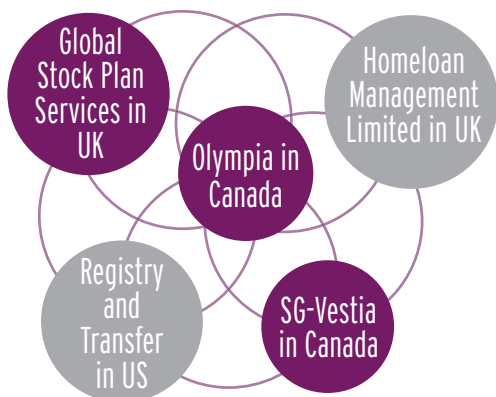 Global
Stock Plan
Services in
UK
Homeloan
Management
Limited in UK
Olympia in
Canada
Registry
and
Transfer
in US
SG-Vestia
in Canada